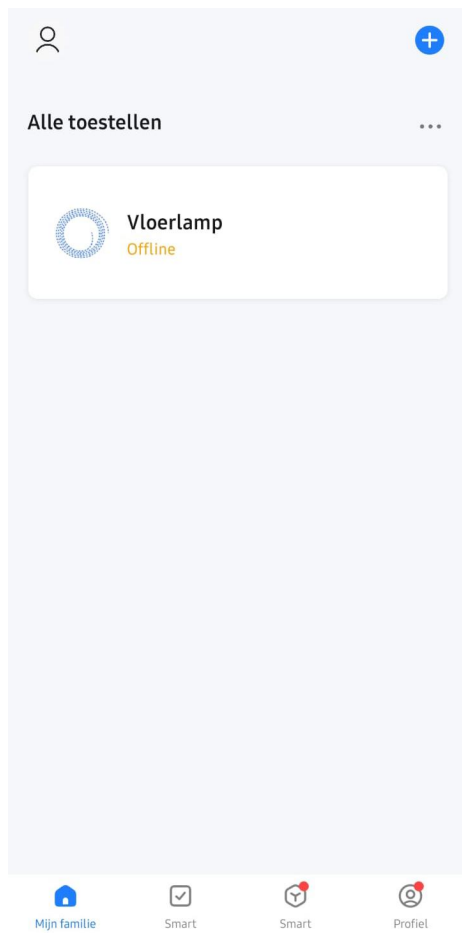 Alle toestellen
Vloerlamp
Offline
Mijn familie
Smart
Smart
Profiel